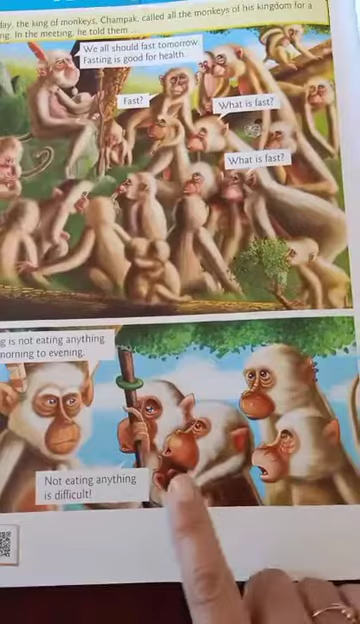 day, the king of monkeys, Champak, called all the monkeys of his kingdom for a
In the meeting, he told them
We all should fast tomorrow.
Fasting is good for health.
Fast?
What is fast?
What is fast?
is not eating anything
to evening.
Not eating anything
is difficult!